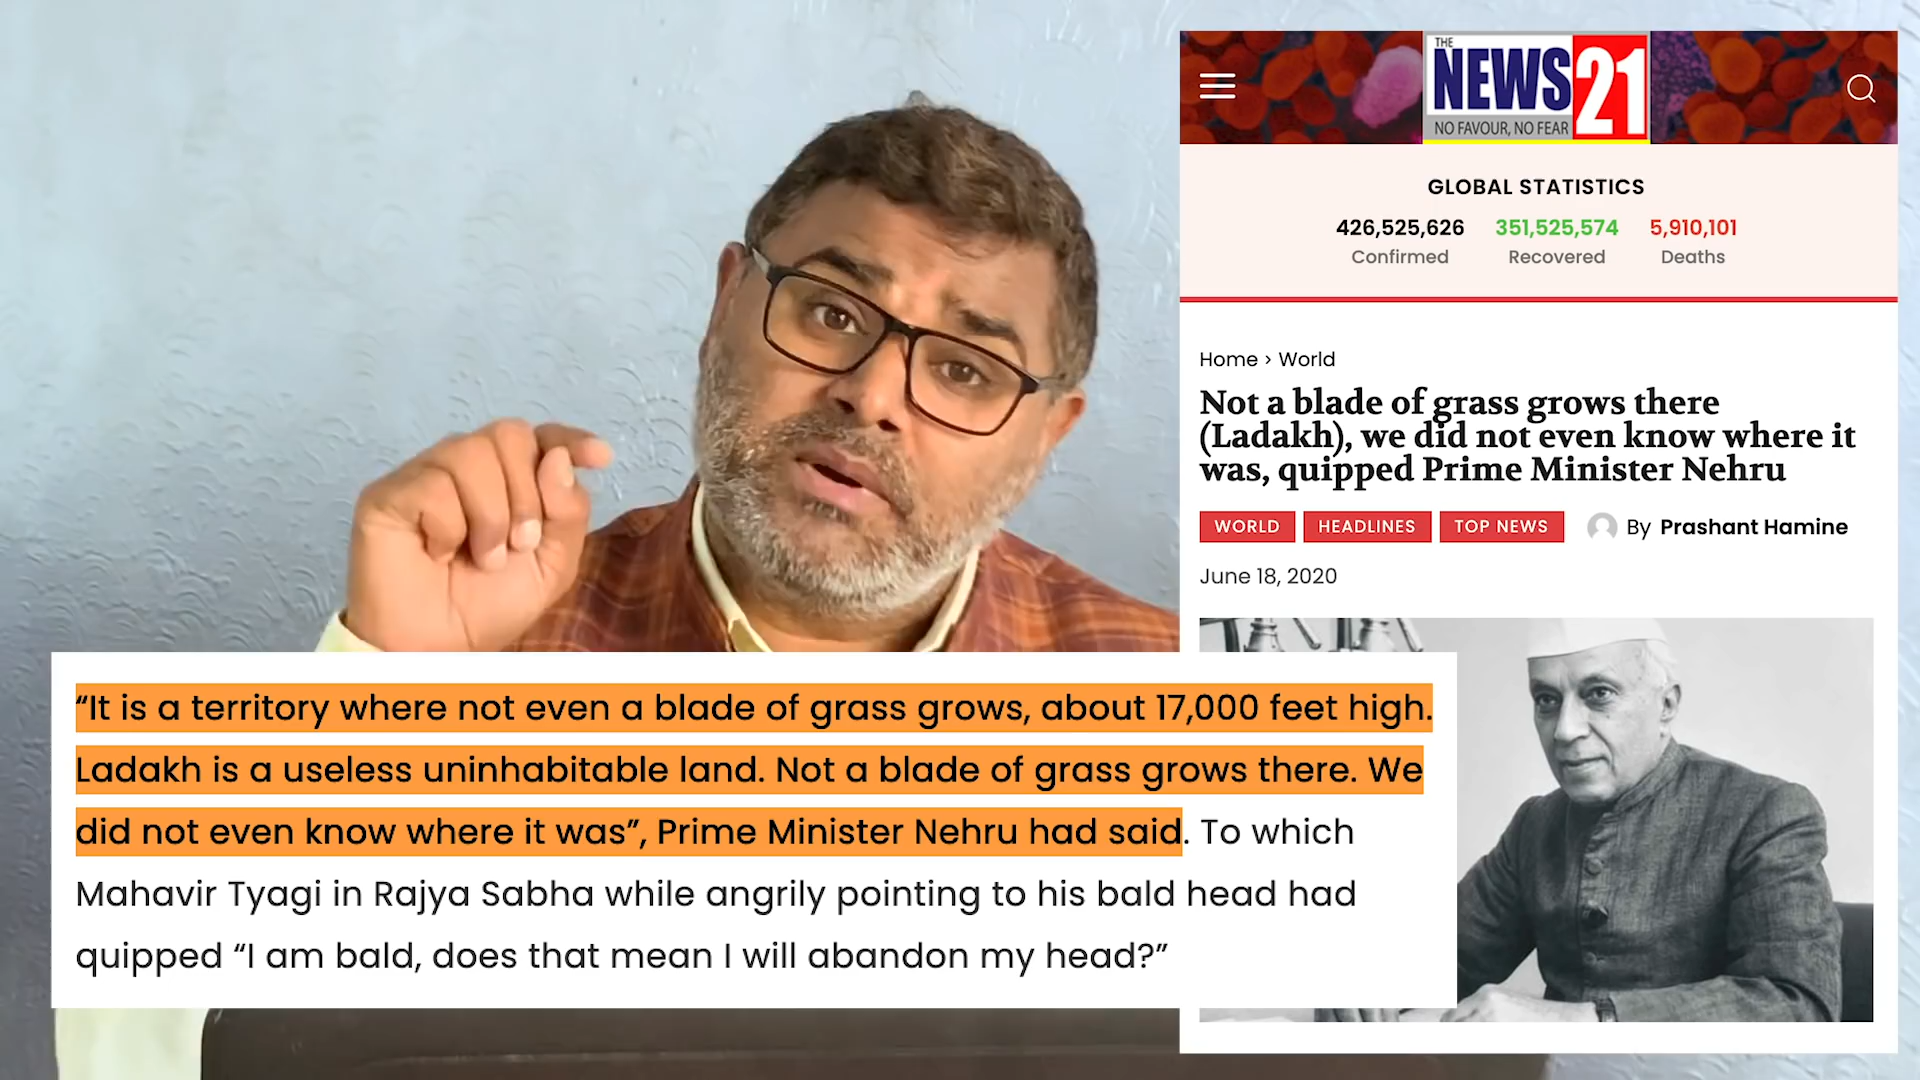 THE
NEWS 21
NO FAVOUR, NO FEAR
GLOBAL STATISTICS
426,525,626 351,525,574 5,910,101
Confirmed Recovered Deaths
Home › World
Not a blade of grass grows there
(Ladakh), we did not even know where it
was, quipped Prime Minister Nehru
WORLD HEADLINES TOP NEWS By Prashant Hamine
June 18, 2020
“It is a territory where not even a blade of grass grows, about 17,000 feet high.
Ladakh is a useless uninhabitable land. Not a blade of grass grows there. We
did not even know where it was”, Prime Minister Nehru had said. To which
Mahavir Tyagi in Rajya Sabha while angrily pointing to his bald head had
quipped “I am bald, does that mean I will abandon my head?”